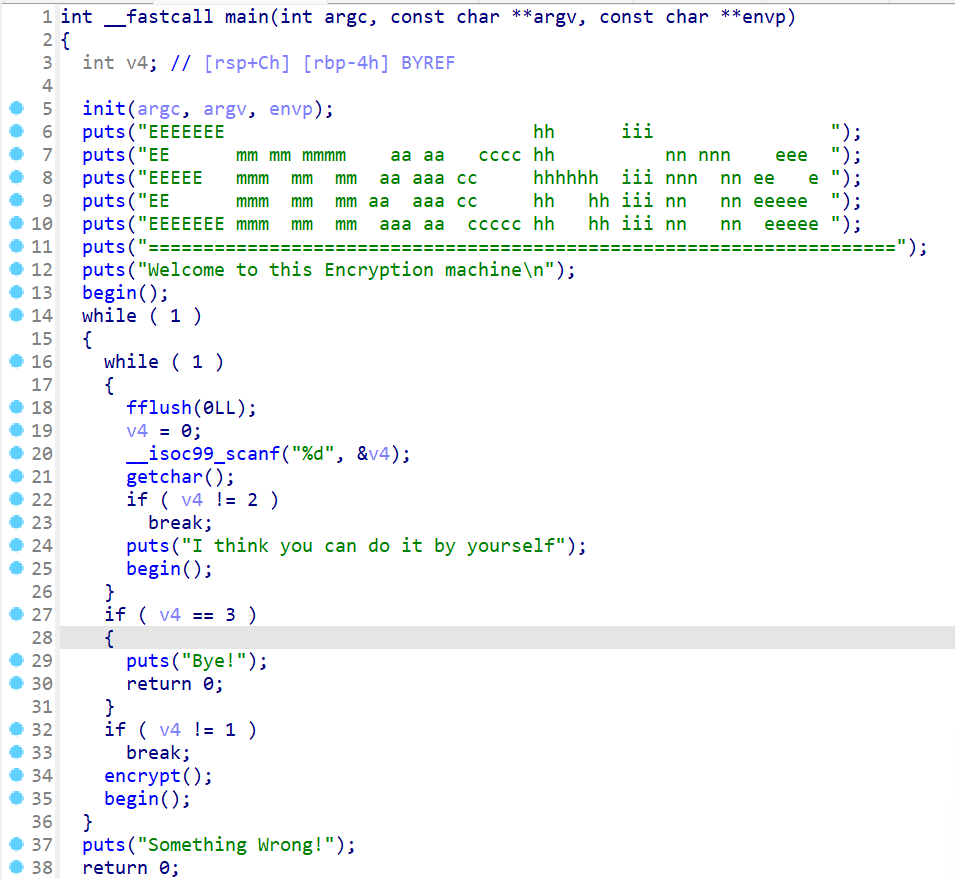 1 int __fastcall main(int argc, const char **argv, const char **envp)
2 {
3   int v4; // [rsp+Ch] [rbp-4h] BYREF
4
5   init(argc, argv, envp);
6   puts("EEEEEEE                            hh      iii                ");
7   puts("EE      mm mm mmmm    aa aa   cccc hh          nn nnn    eee  ");
8   puts("EEEEE   mmm  mm  mm  aa aaa cc     hhhhhh  iii nnn  nn ee   e ");
9   puts("EE      mmm  mm  mm aa  aaa cc     hh   hh iii nn   nn eeeee  ");
10   puts("EEEEEEE mmm  mm  mm  aaa aa  ccccc hh   hh iii nn   nn  eeeee ");
11   puts("====================================================================");
12   puts("Welcome to this Encryption machine\n");
13   begin();
14   while ( 1 )
15   {
16     while ( 1 )
17     {
18       fflush(0LL);
19       v4 = 0;
20       __isoc99_scanf("%d", &v4);
21       getchar();
22       if ( v4 != 2 )
23         break;
24       puts("I think you can do it by yourself");
25       begin();
26     }
27     if ( v4 == 3 )
28     {
29       puts("Bye!");
30       return 0;
31     }
32     if ( v4 != 1 )
33       break;
34     encrypt();
35     begin();
36   }
37   puts("Something Wrong!");
38   return 0;